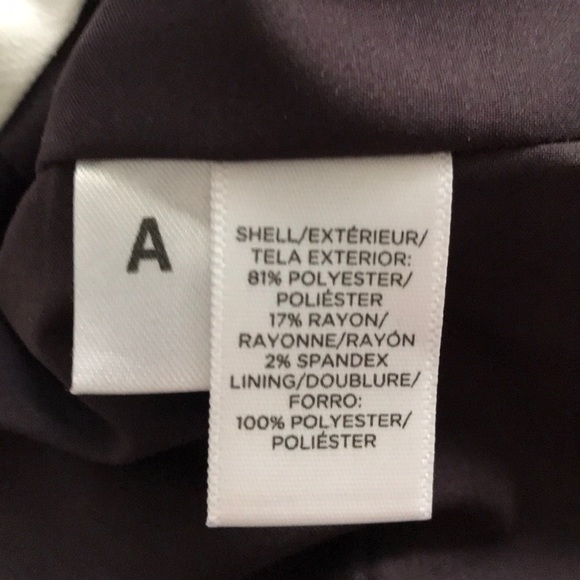 A
SHELL/EXTÉRIEUR/
TELA EXTERIOR:
81% POLYESTER/
POLIÉSTER
17% RAYON/
RAYONNE/RAYÓN
2% SPANDEX
LINING/DOUBLURE/
FORRO:
100% POLYESTER/
POLIÉSTER